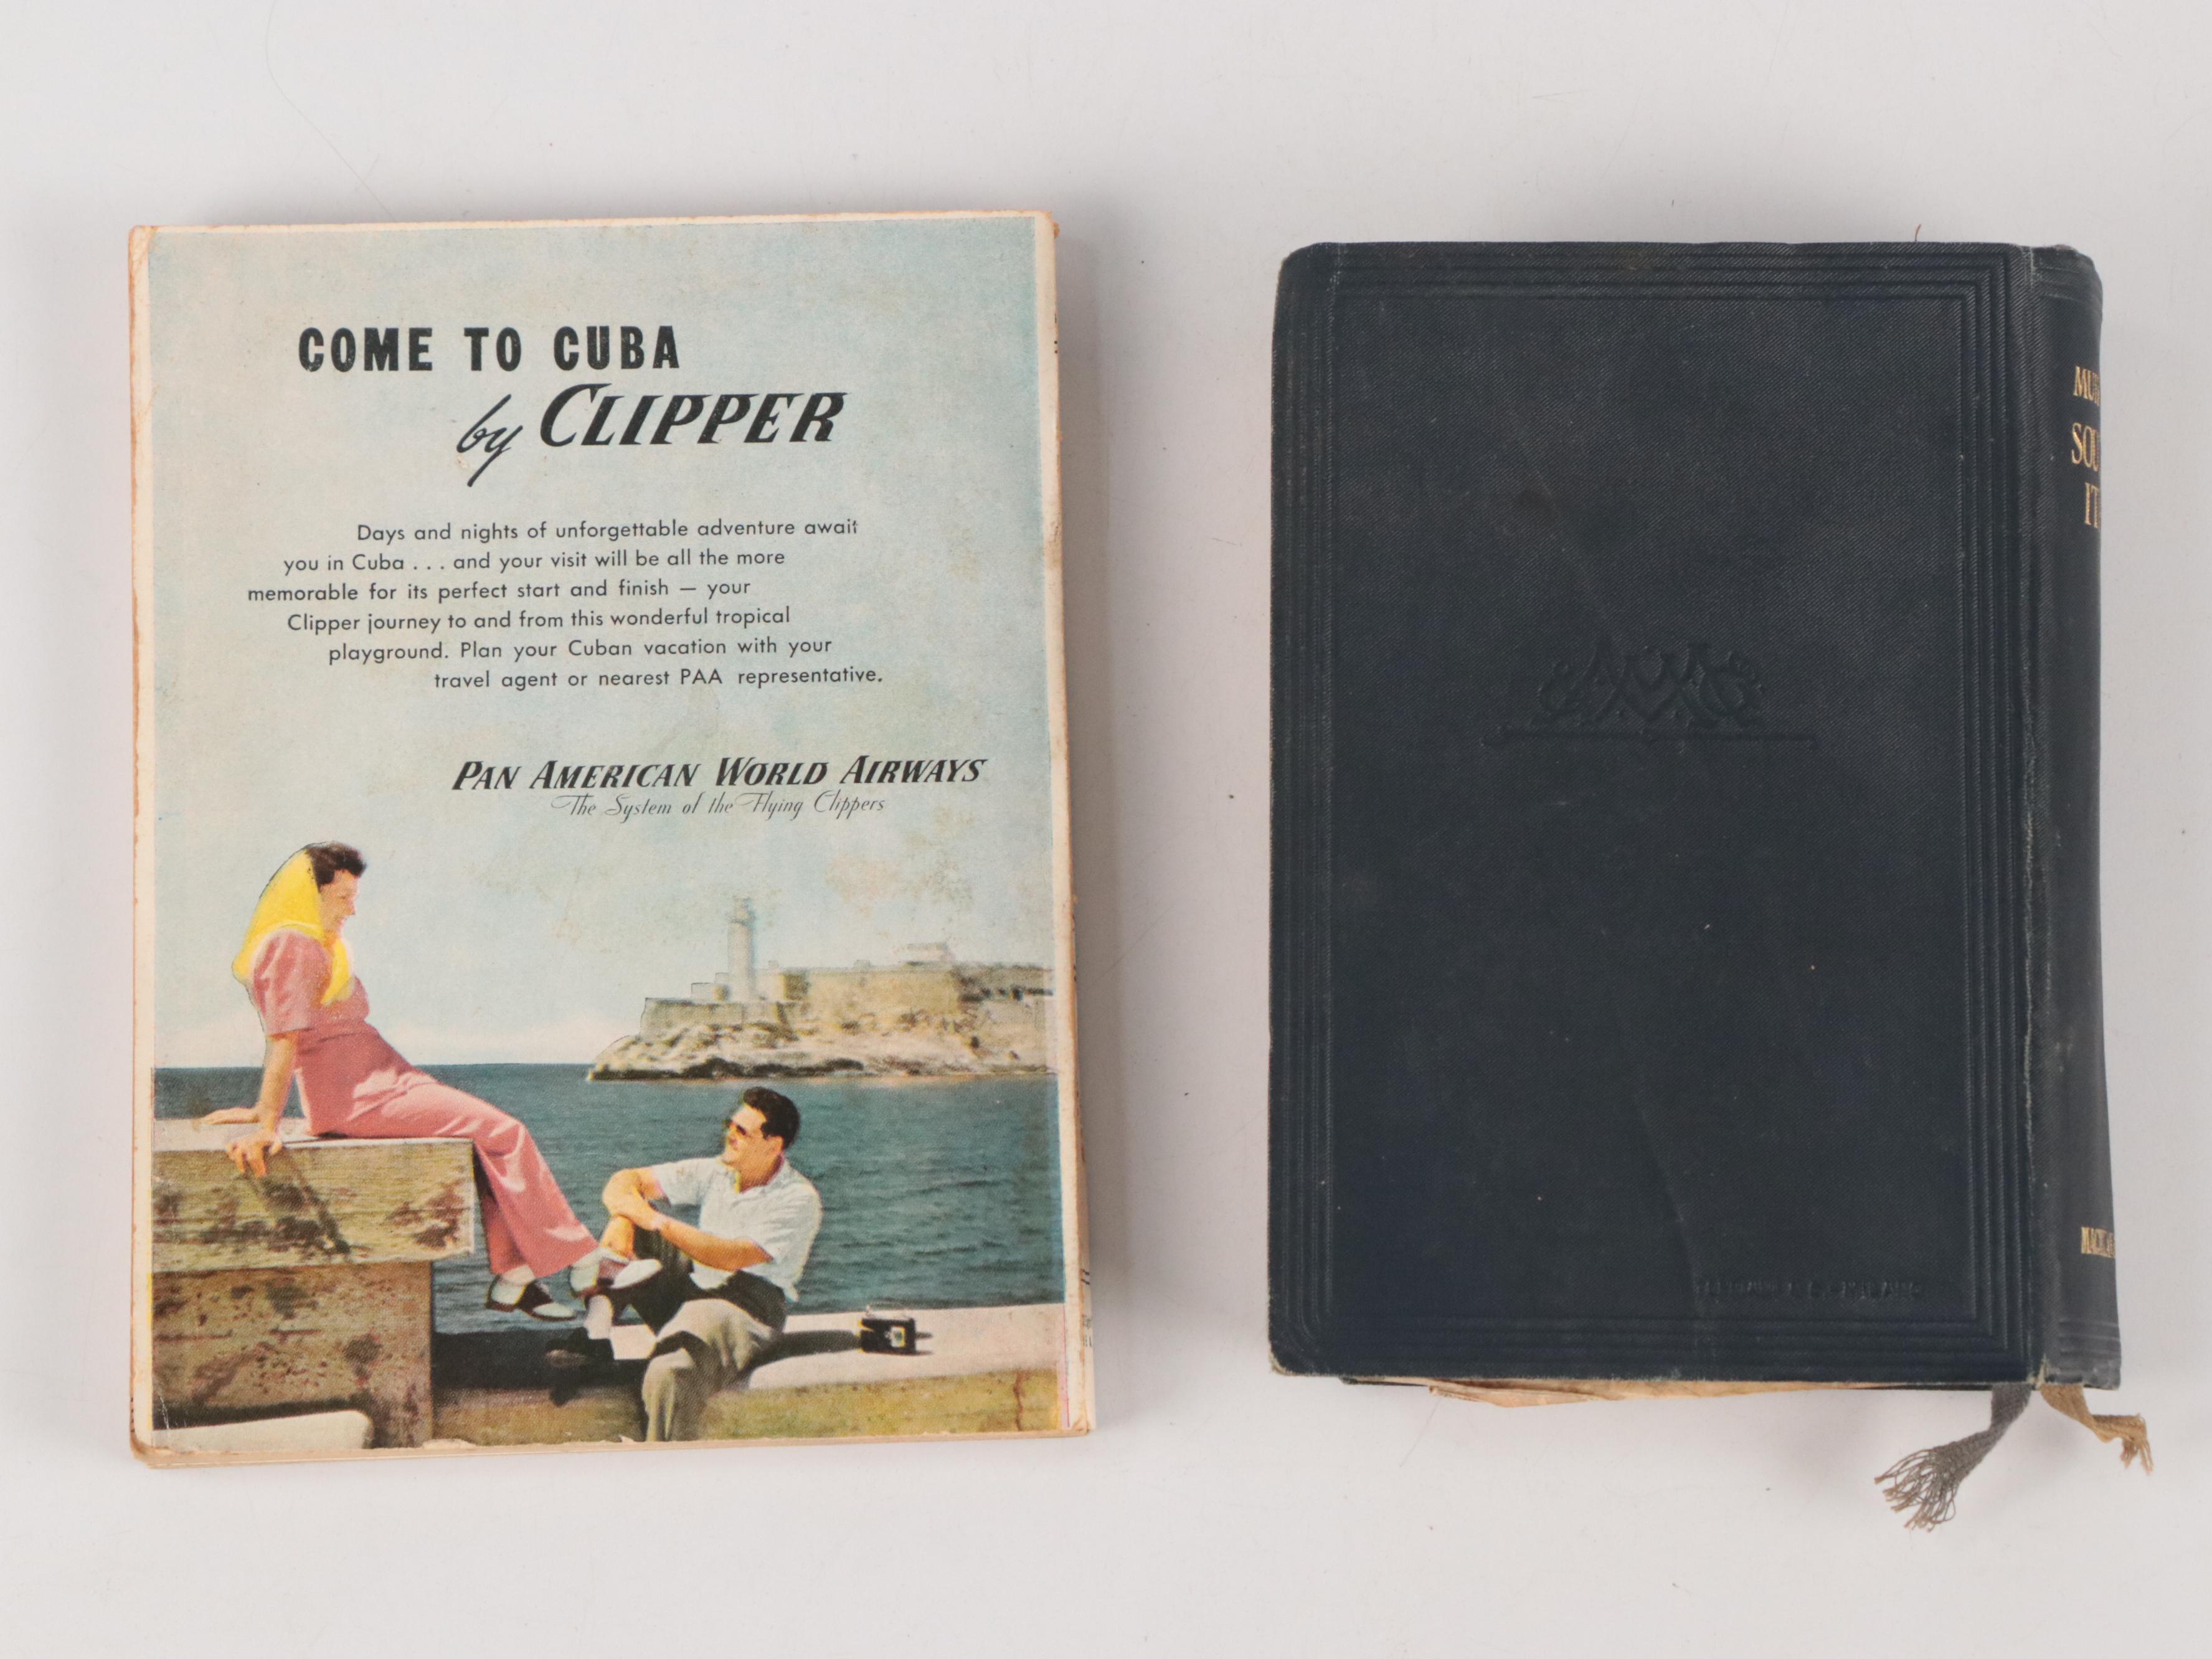 COME TO CUBA
by CLIPPER
Days and nights of unforgettable adventure await
you in Cuba . . . and your visit will be all the more
memorable for its perfect start and finish — your
Clipper journey to and from this wonderful tropical
playground. Plan your Cuban vacation with your
travel agent or nearest PAA representative.
PAN AMERICAN WORLD AIRWAYS
The System of the Flying Clippers
SOU
IT